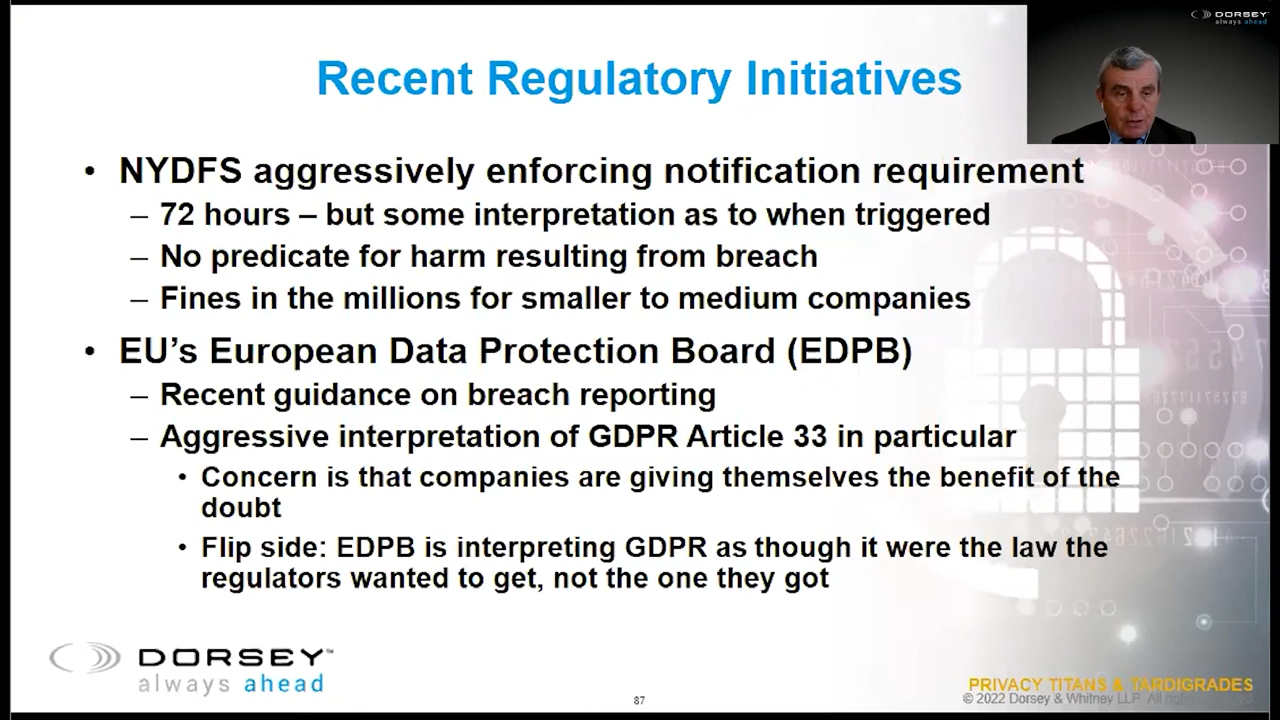 DORSEY
always ahead
Recent Regulatory Initiatives
• NYDFS aggressively enforcing notification requirement
– 72 hours – but some interpretation as to when triggered
– No predicate for harm resulting from breach
– Fines in the millions for smaller to medium companies
• EU’s European Data Protection Board (EDPB)
– Recent guidance on breach reporting
– Aggressive interpretation of GDPR Article 33 in particular
• Concern is that companies are giving themselves the benefit of the
doubt
• Flip side: EDPB is interpreting GDPR as though it were the law the
regulators wanted to get, not the one they got
DORSEY™
always ahead
87
PRIVACY TITANS & TARDIGRADES
© 2022 Dorsey & Whitney LLP. All